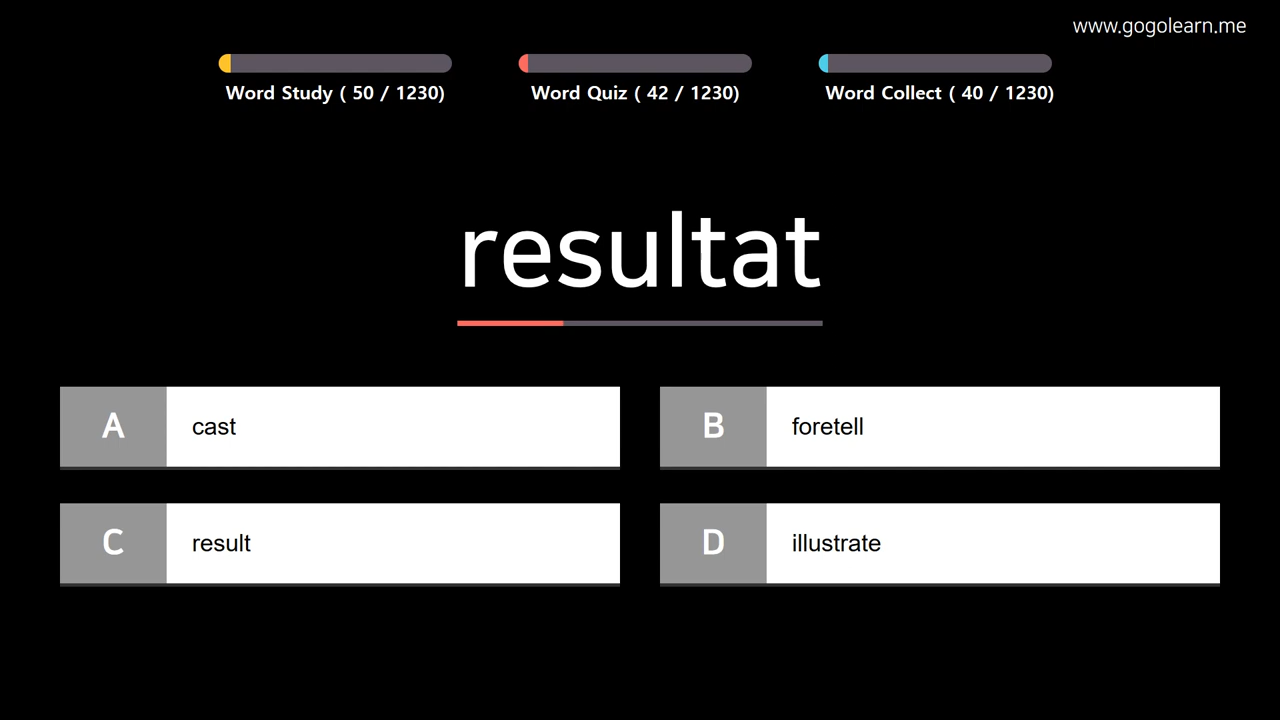 www.gogolearn.me
Word Study ( 50 / 1230)
Word Quiz ( 42 / 1230)
Word Collect ( 40 / 1230)
resultat
A
cast
B
foretell
C
result
D
illustrate